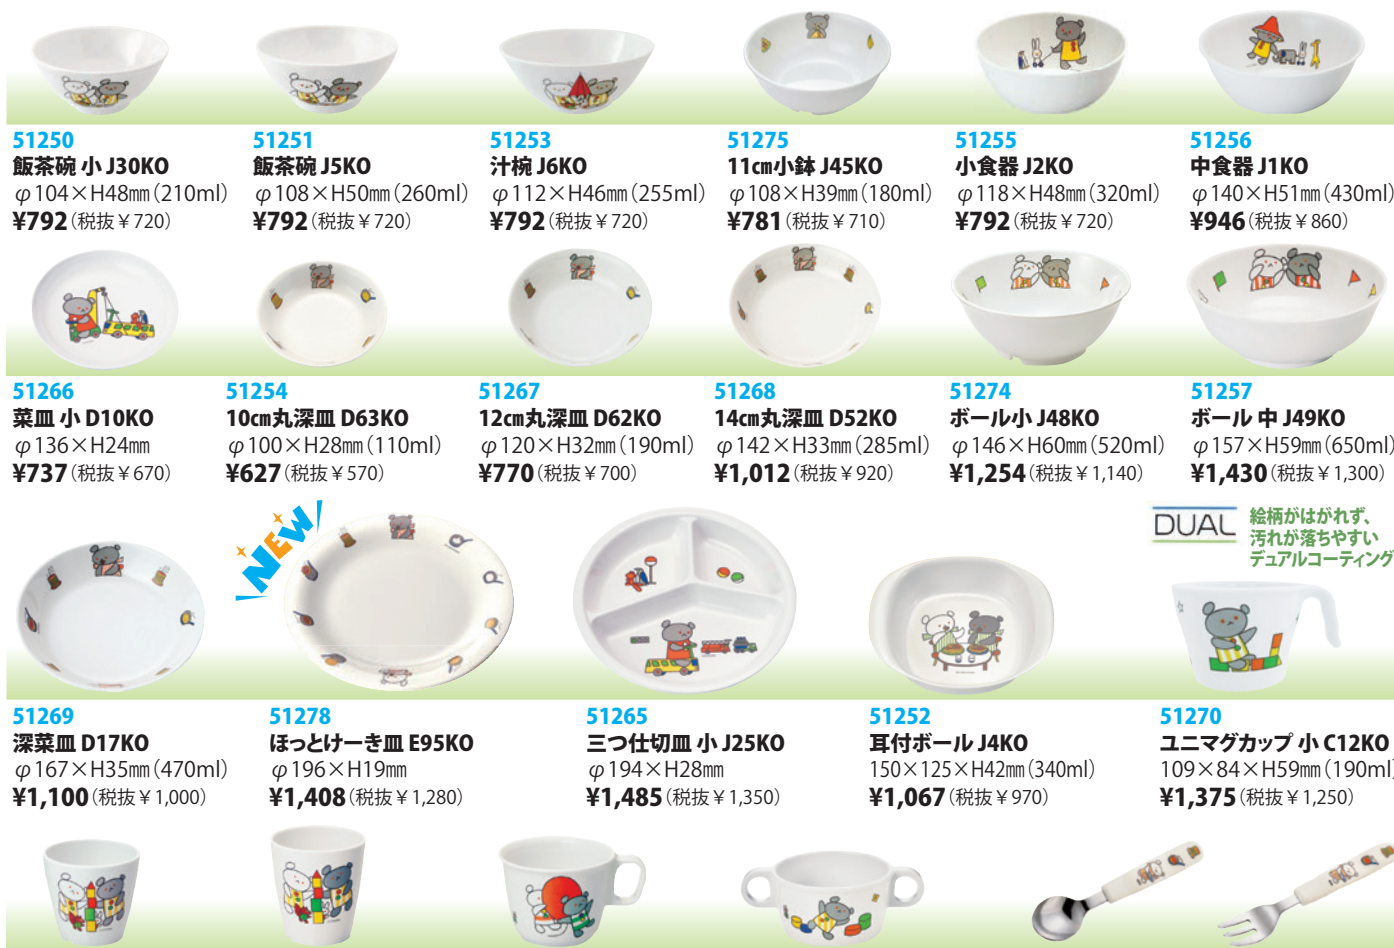 51250
飯茶碗 小 J30KO
φ104×H48㎜(210ml)
¥792(税抜￥720)
51251
飯茶碗 J5KO
φ108×H50㎜(260ml)
¥792(税抜￥720)
51253
汁椀 J6KO
φ112×H46㎜(255ml)
¥792(税抜￥720)
51275
11㎝小鉢 J45KO
φ108×H39㎜(180ml)
¥781(税抜￥710)
51255
小食器 J2KO
φ118×H48㎜(320ml)
¥792(税抜￥720)
51256
中食器 J1KO
φ140×H51㎜(430ml)
¥946(税抜￥860)
51266
菜皿 小 D10KO
φ136×H24㎜
¥737(税抜￥670)
51254
10㎝丸深皿 D63KO
φ100×H28㎜(110ml)
¥627(税抜￥570)
51267
12㎝丸深皿 D62KO
φ120×H32㎜(190ml)
¥770(税抜￥700)
51268
14㎝丸深皿 D52KO
φ142×H33㎜(285ml)
¥1,012(税抜￥920)
51274
ボール小 J48KO
φ146×H60㎜(520ml)
¥1,254(税抜￥1,140)
51257
ボール 中 J49KO
φ157×H59㎜(650ml)
¥1,430(税抜￥1,300)
NEW
DUAL
絵柄がはがれず、
汚れが落ちやすい
デュアルコーティング
51269
深菜皿 D17KO
φ167×H35㎜(470ml)
¥1,100(税抜￥1,000)
51278
ほっとけーき皿 E95KO
φ196×H19㎜
¥1,408(税抜￥1,280)
51265
三つ仕切皿 小 J25KO
φ194×H28㎜
¥1,485(税抜￥1,350)
51252
耳付ボール J4KO
150×125×H42㎜(340ml)
¥1,067(税抜￥970)
51270
ユニマグカップ 小 C12KO
109×84×H59㎜(190ml)
¥1,375(税抜￥1,250)